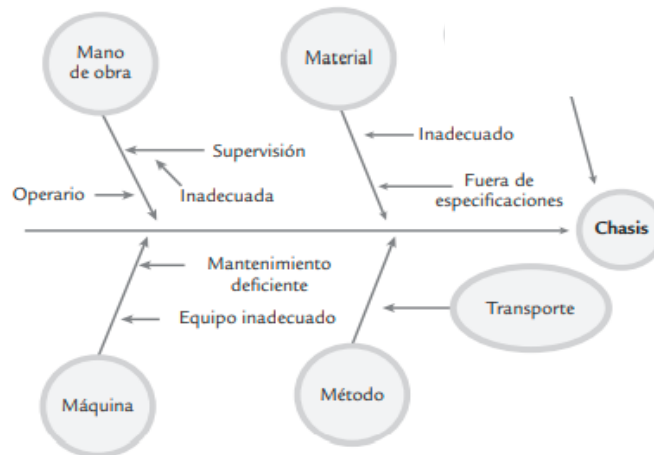 Mano
de obra
Material
Supervisión
Inadecuado
Operario
Inadecuada
Fuera de
especificaciones
Chasis
Mantenimiento
deficiente
Transporte
Equipo inadecuado
Máquina
Método